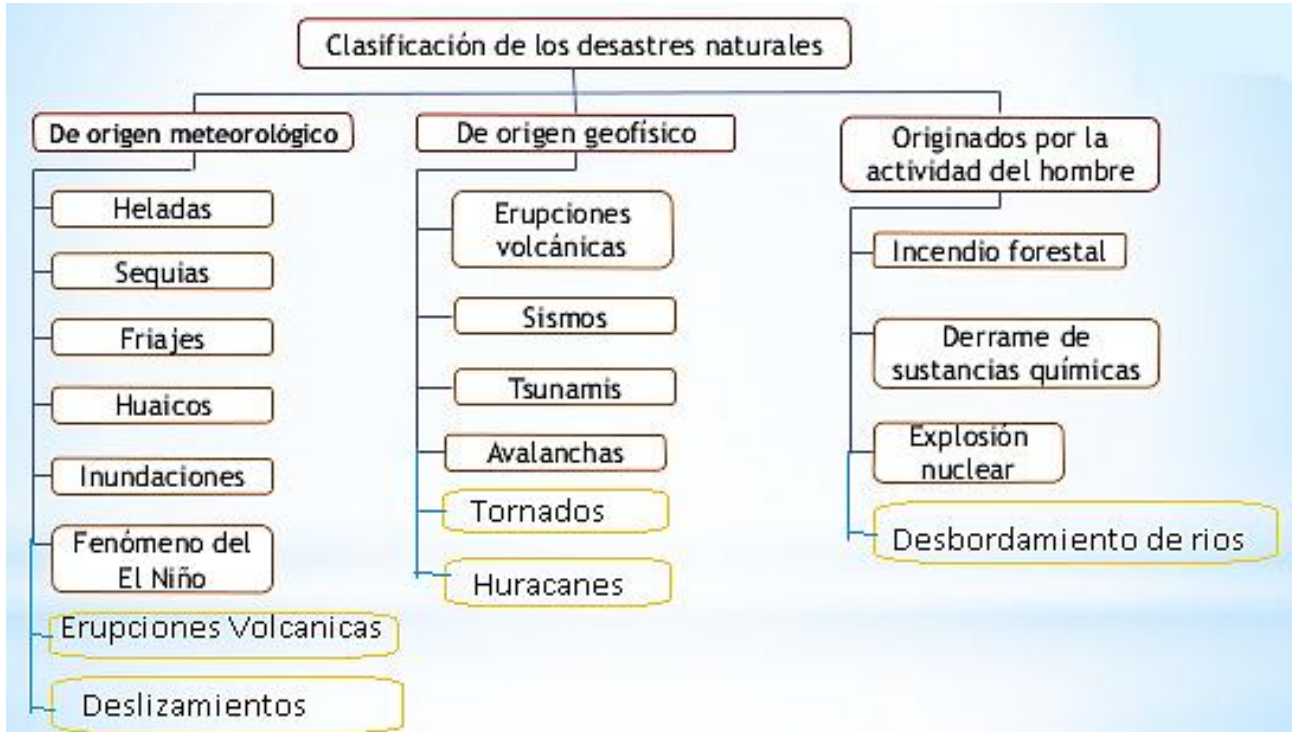 Clasificación de los desastres naturales
De origen meteorológico
Heladas
Sequias
Friajes
Huaicos
Inundaciones
Fenómeno del
El Niño
Erupciones Volcanicas
Deslizamientos
De origen geofísico
Erupciones
volcánicas
Sismos
Tsunamis
Avalanchas
Tornados
Huracanes
Originados por la
actividad del hombre
Incendio forestal
Derrame de
sustancias químicas
Explosión
nuclear
Desbordamiento de rios